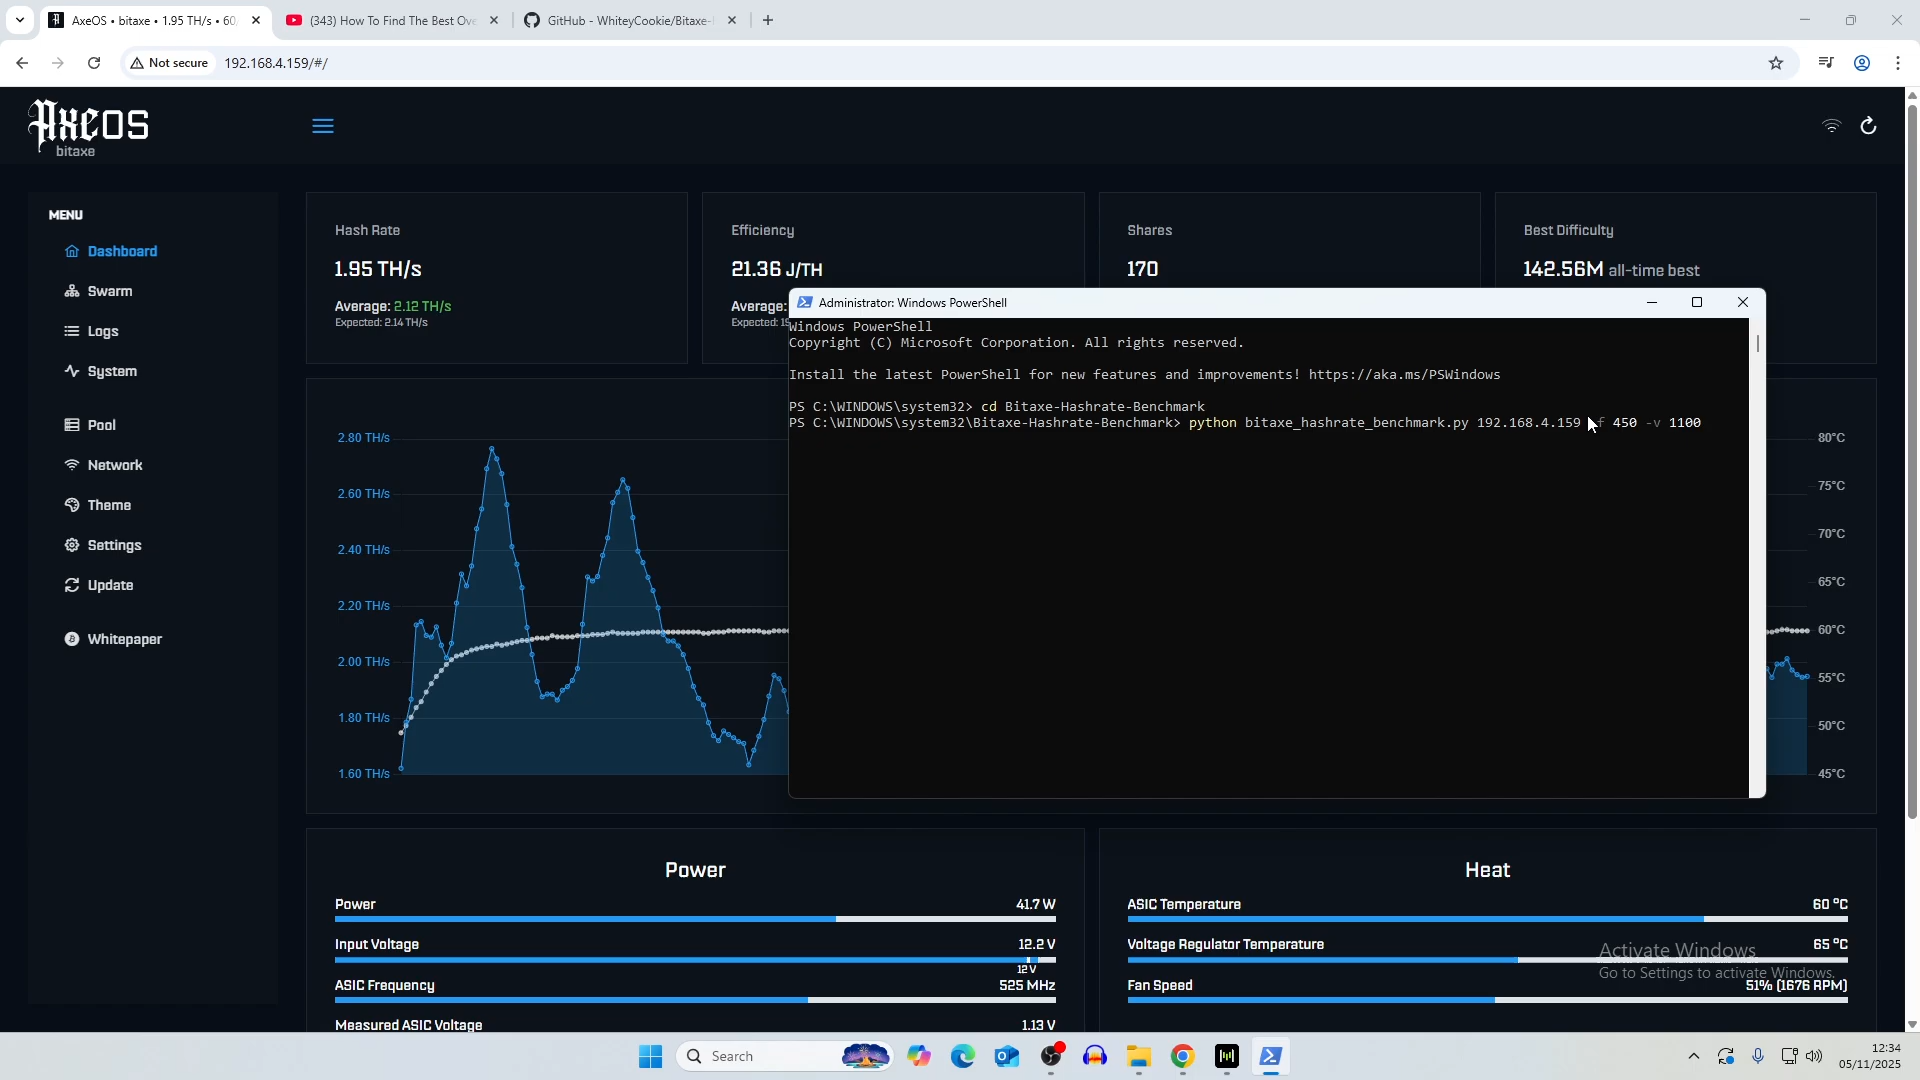 AxeOS • bitaxe • 1.95 TH/s • 60
(343) How To Find The Best Ove
GitHub - WhiteyCookie/Bitaxe-
Not secure
192.168.4.159/#/
AxeOS
bitaxe
MENU
Dashboard
Swarm
Logs
System
Pool
Network
Theme
Settings
Update
Whitepaper
Hash Rate
1.95 TH/s
Average: 2.12 TH/s
Expected: 2.14 TH/s
Efficiency
21.36 J/TH
Average:
Expected: 19
Shares
170
Best Difficulty
142.56M all-time best
Administrator: Windows PowerShell
Windows PowerShell
Copyright (C) Microsoft Corporation. All rights reserved.
Install the latest PowerShell for new features and improvements! https://aka.ms/PSWindows
PS C:\WINDOWS\system32> cd Bitaxe-Hashrate-Benchmark
PS C:\WINDOWS\system32\Bitaxe-Hashrate-Benchmark> python bitaxe_hashrate_benchmark.py 192.168.4.159 -f 450 -v 1100
2.80 TH/s
2.60 TH/s
2.40 TH/s
2.20 TH/s
2.00 TH/s
1.80 TH/s
1.60 TH/s
80°C
75°C
70°C
65°C
60°C
55°C
50°C
45°C
Power
Power 41.7 W
Input Voltage 12.2 V
12 V
ASIC Frequency 525 MHz
Measured ASIC Voltage 1.13 V
Heat
ASIC Temperature 60 °C
Voltage Regulator Temperature 65 °C
Fan Speed 51% (1676 RPM)
Activate Windows
Go to Settings to activate Windows.
Search
12:34
05/11/2025